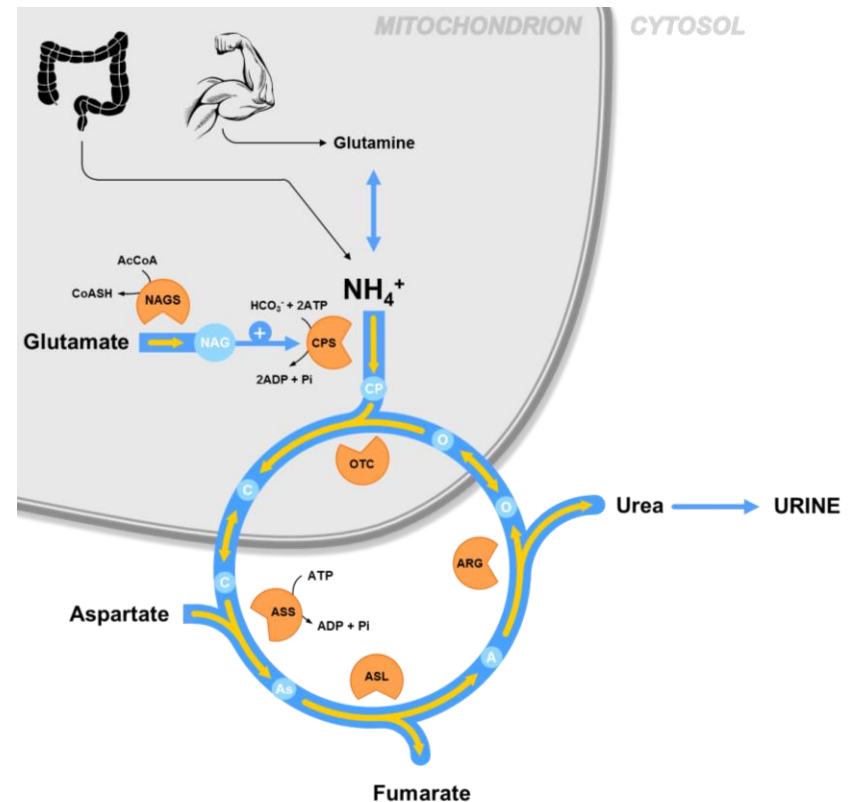 MITOCHONDRION
CYTOSOL
Glutamine
AcCoA
CoASH
NAGS
HCO₃⁻ + 2ATP
NH₄⁺
Glutamate
NAG
+
CPS
2ADP + Pi
CP
O
OTC
C
O
Urea
URINE
ARG
C
ATP
Aspartate
ASS
ADP + Pi
A
ASL
As
Fumarate